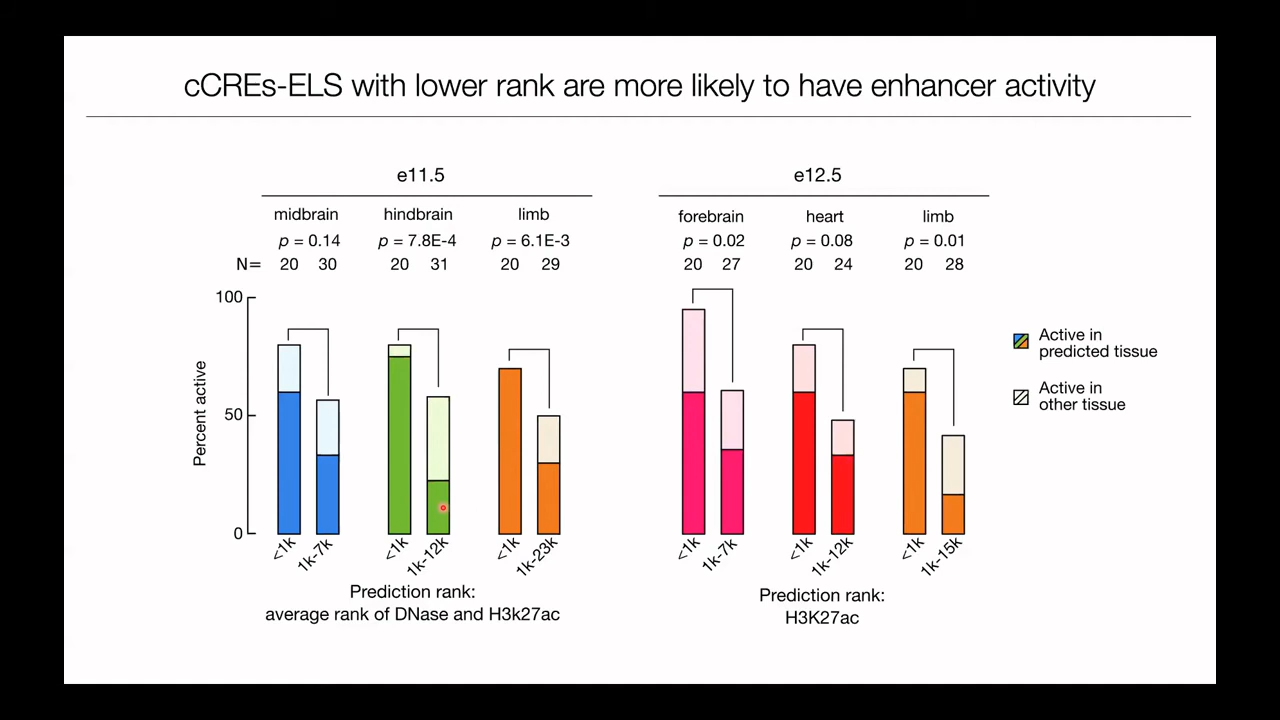 cCREs-ELS with lower rank are more likely to have enhancer activity
e11.5
e12.5
midbrain hindbrain limb
forebrain heart limb
p = 0.14 p = 7.8E-4 p = 6.1E-3
p = 0.02 p = 0.08 p = 0.01
N= 20 30 20 31 20 29
20 27 20 24 20 28
100
50
0
Percent active
<1k 1k-7k <1k 1k-12k <1k 1k-23k
<1k 1k-7k <1k 1k-12k <1k 1k-15k
Prediction rank:
average rank of DNase and H3k27ac
Prediction rank:
H3K27ac
Active in
predicted tissue
Active in
other tissue